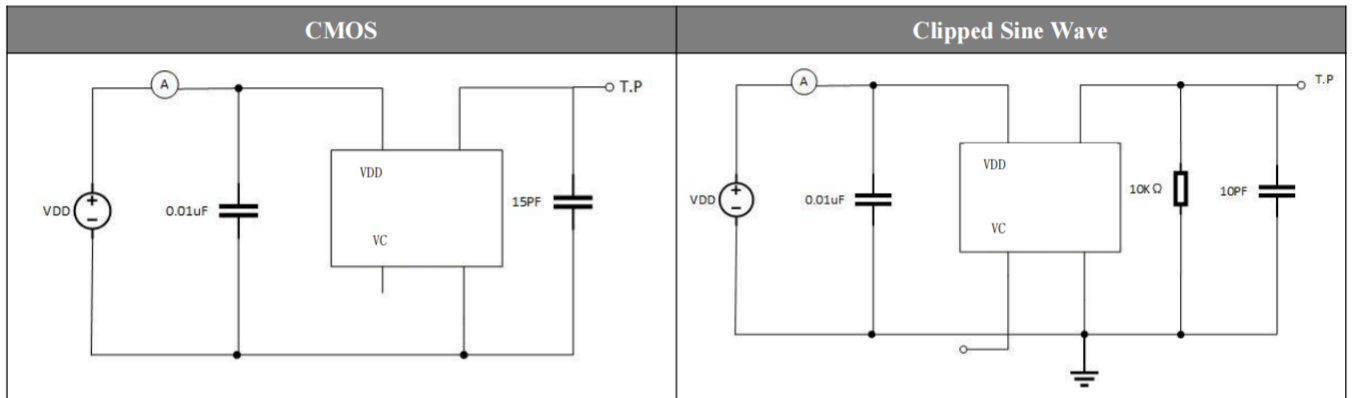 CMOS
Clipped Sine Wave
A
T.P
VDD
0.01uF
VDD
VC
15PF
A
T.P
VDD
0.01uF
VDD
VC
10KΩ
10PF